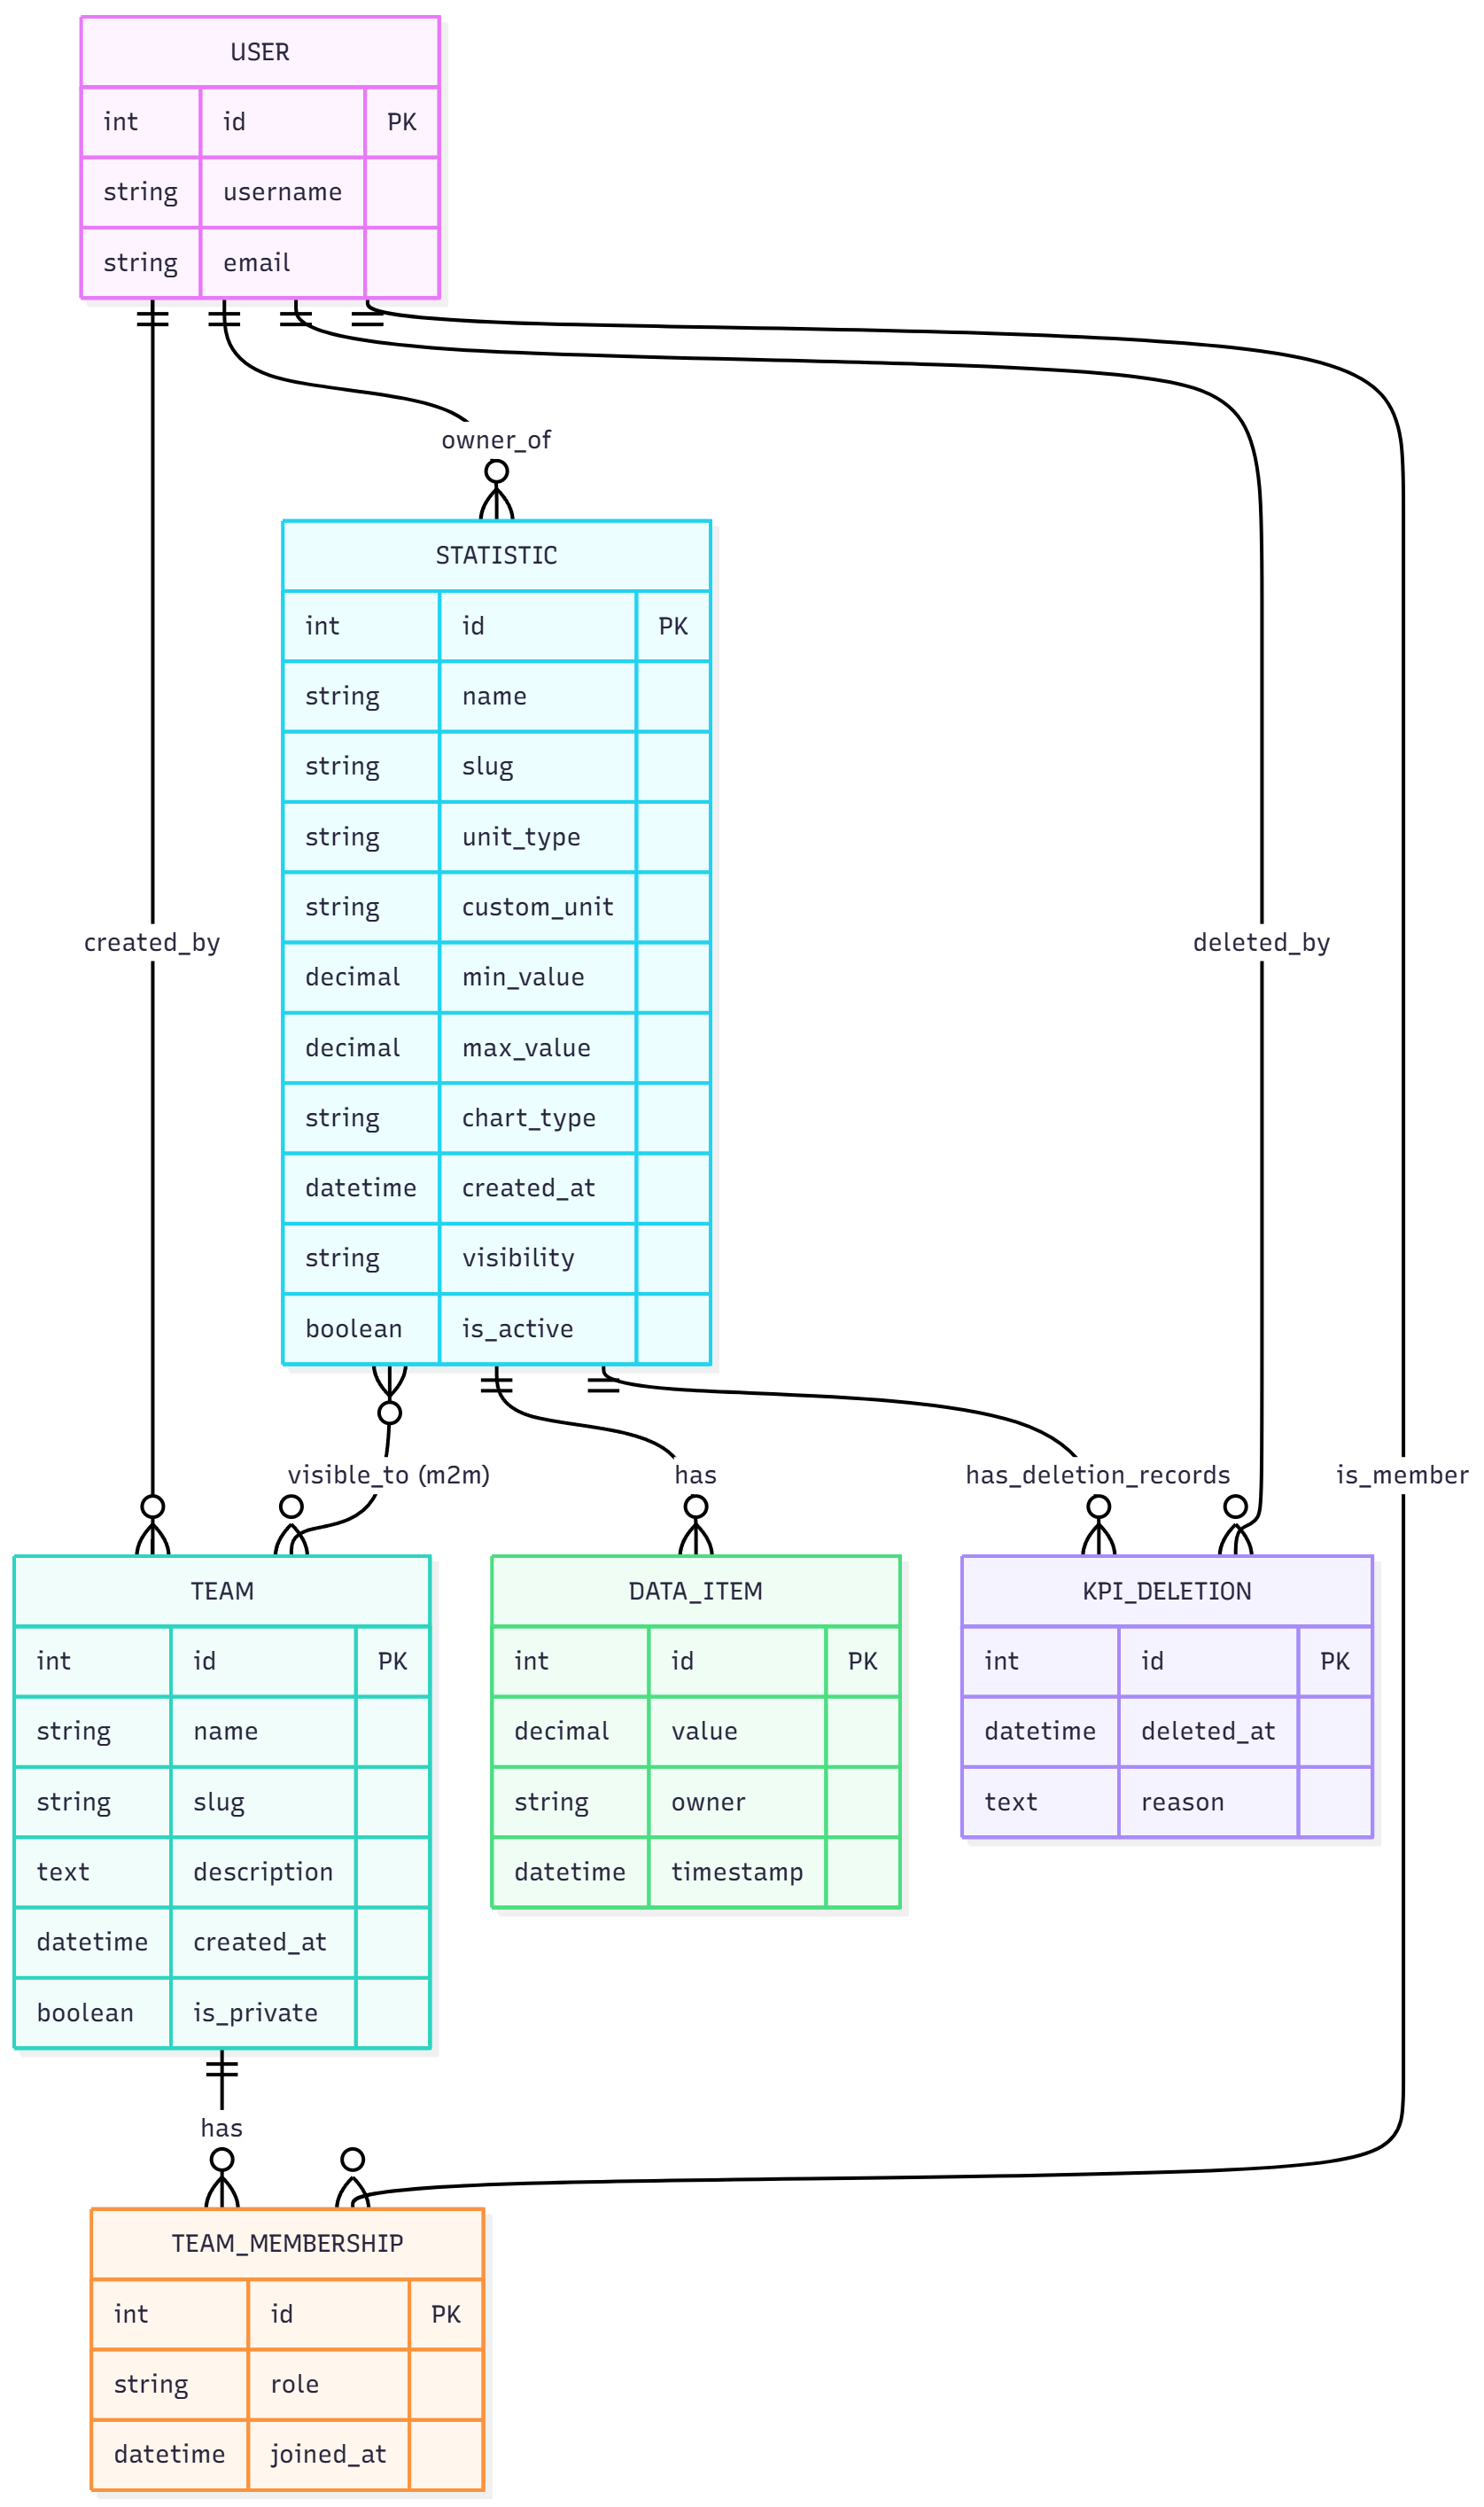 USER
int id PK
string username
string email
owner_of
STATISTIC
int id PK
string name
string slug
string unit_type
string custom_unit
created_by
deleted_by
decimal min_value
decimal max_value
string chart_type
datetime created_at
string visibility
boolean is_active
visible_to (m2m)
has
has_deletion_records
is_member
TEAM
int id PK
string name
string slug
text description
datetime created_at
boolean is_private
DATA_ITEM
int id PK
decimal value
string owner
datetime timestamp
KPI_DELETION
int id PK
datetime deleted_at
text reason
has
TEAM_MEMBERSHIP
int id PK
string role
datetime joined_at